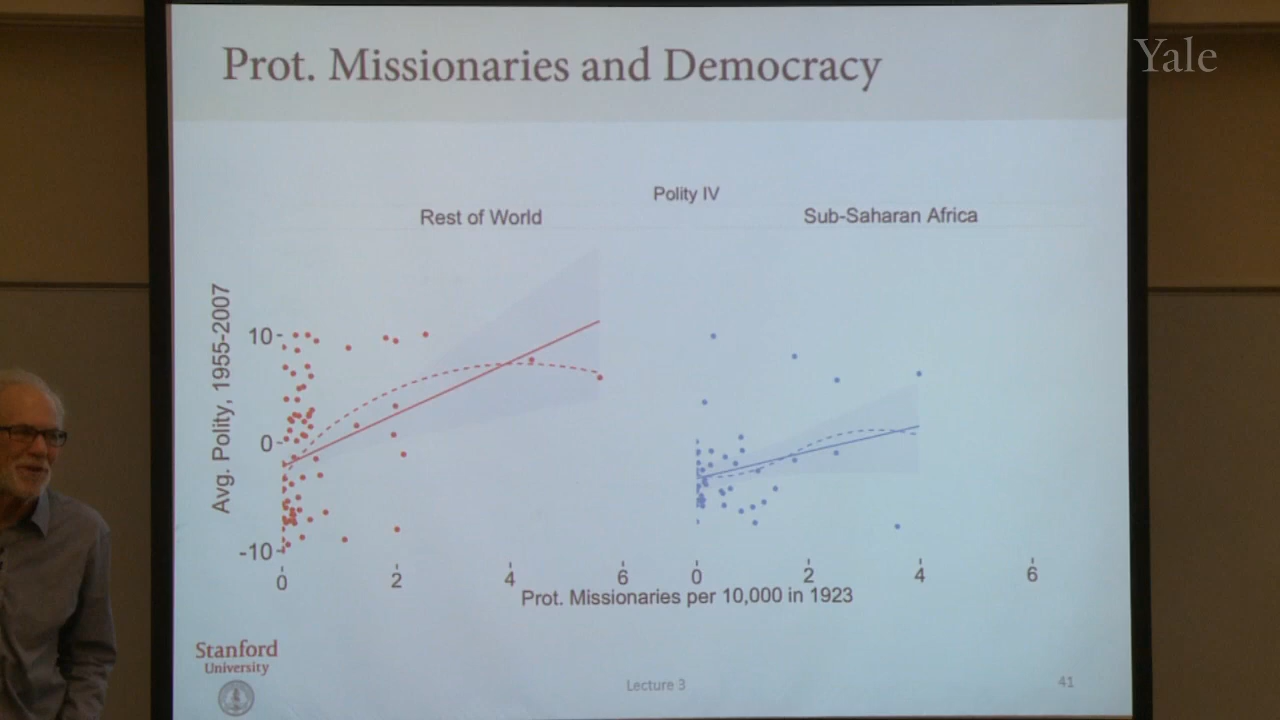 Prot. Missionaries and Democracy
Yale
Polity IV
Rest of World
Sub-Saharan Africa
Avg. Polity, 1955-2007
10
0
-10
0 2 4 6
0 2 4 6
Prot. Missionaries per 10,000 in 1923
Stanford
University
Lecture 3
41